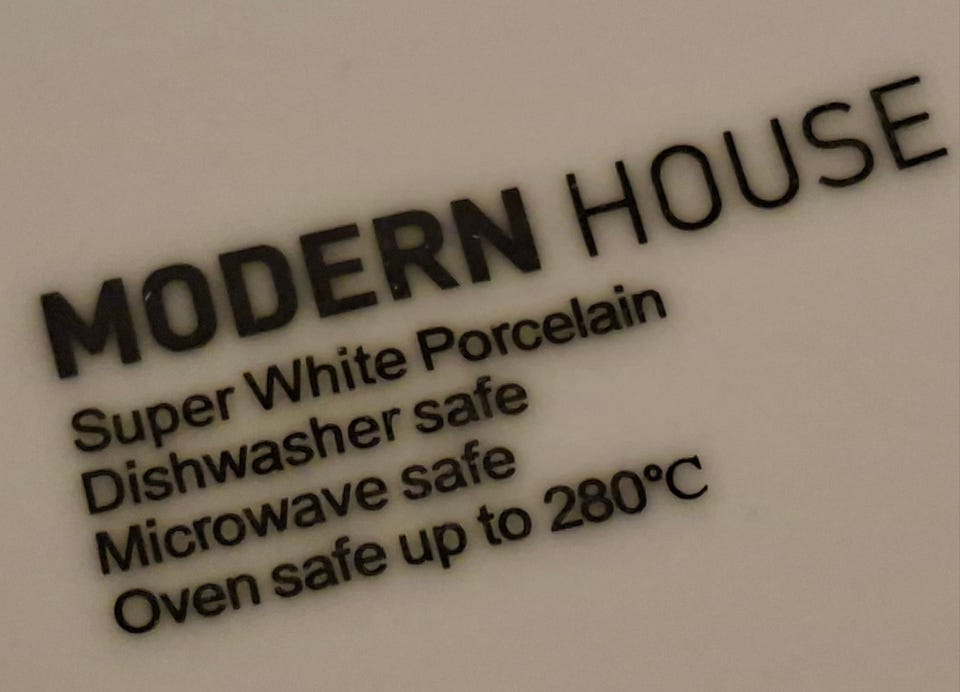 MODERN HOUSE
Super White Porcelain
Dishwasher safe
Microwave safe
Oven safe up to 280°C